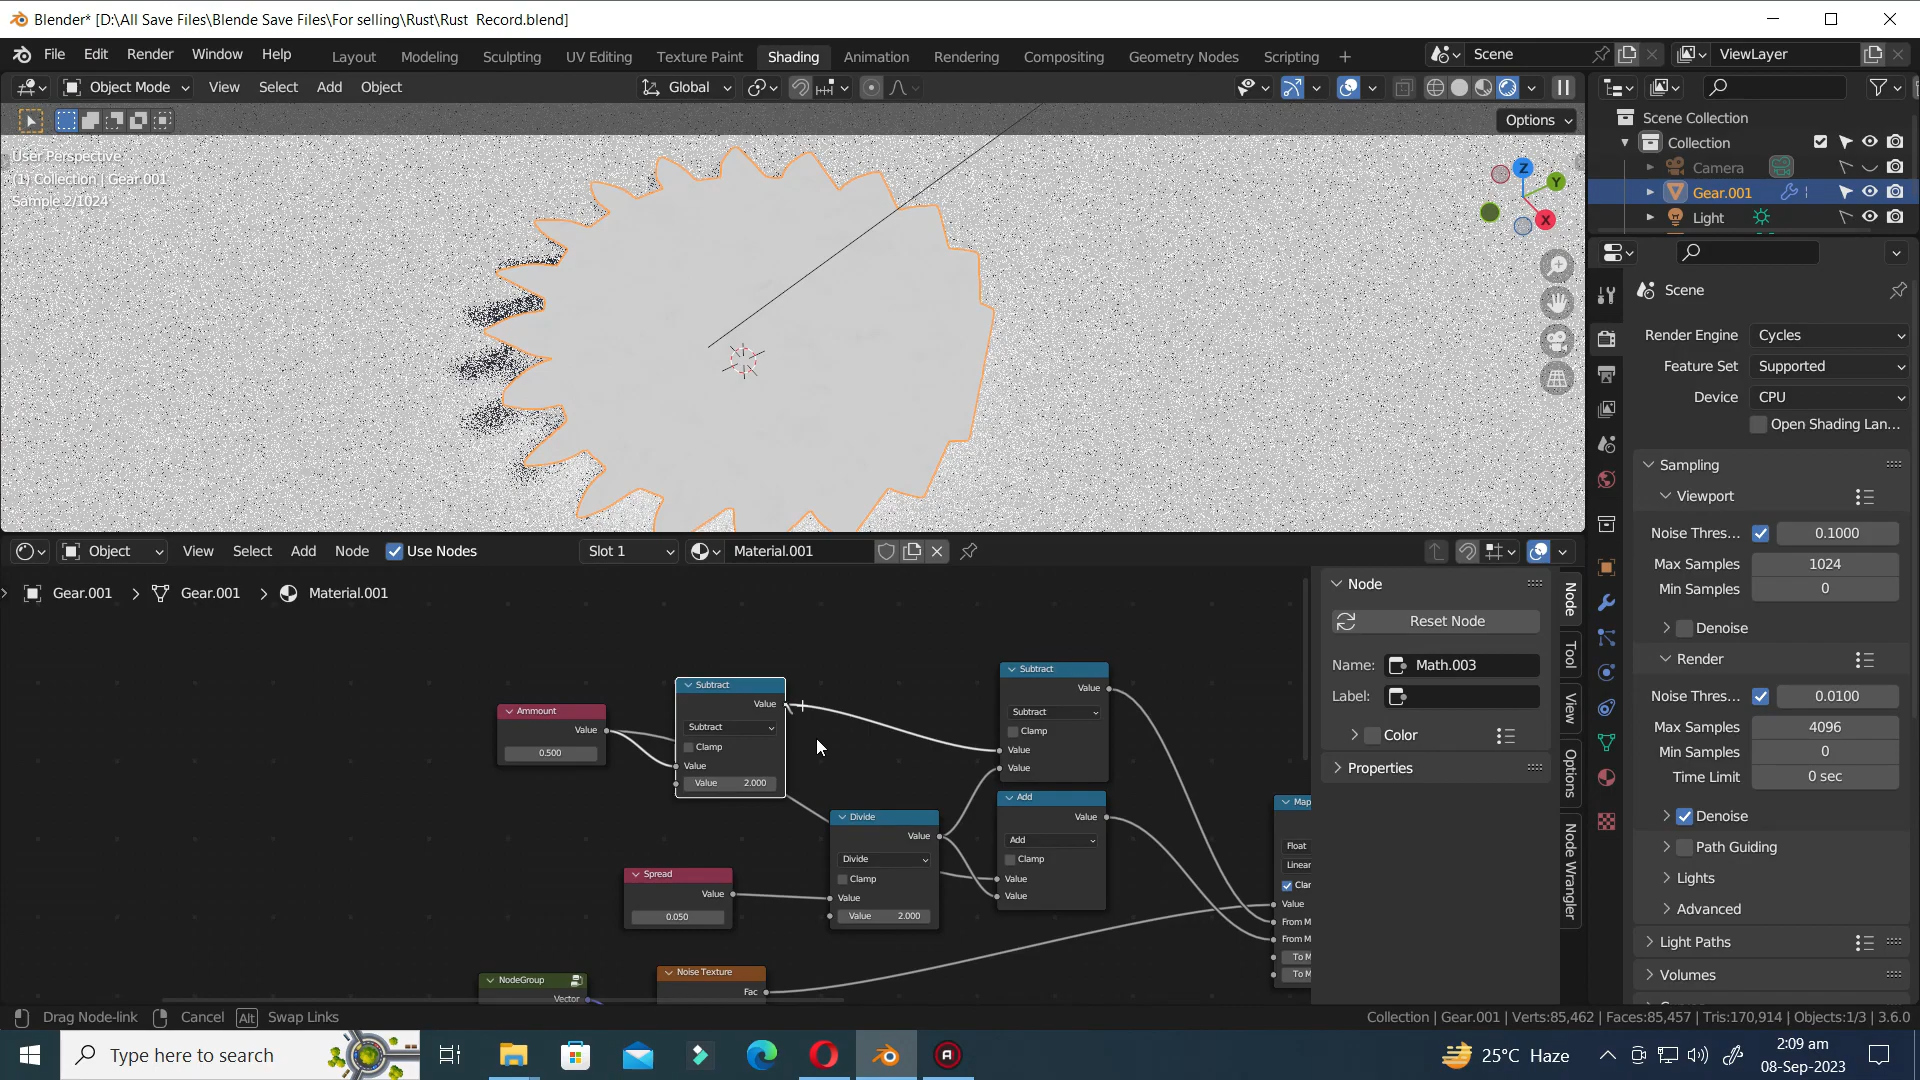 Blender* [D:\All Save Files\Blende Save Files\For selling\Rust\Rust Record.blend]
File Edit Render Window Help Layout Modeling Sculpting UV Editing Texture Paint Shading Animation Rendering Compositing Geometry Nodes Scripting + Scene ViewLayer
Object Mode View Select Add Object Global
Options
User Perspective
(1) Collection | Gear.001
Sample 2/1024
Z
Y
X
Scene Collection
Collection
Camera
Gear.001
Light
Scene
Render Engine Cycles
Feature Set Supported
Device CPU
Open Shading Lan...
Sampling
Viewport
Noise Thres... 0.1000
Max Samples 1024
Min Samples 0
Denoise
Render
Noise Thres... 0.0100
Max Samples 4096
Min Samples 0
Time Limit 0 sec
Denoise
Path Guiding
Lights
Advanced
Light Paths
Volumes
Object View Select Add Node Use Nodes Slot 1 Material.001
Gear.001 > Gear.001 > Material.001
Ammount
Value
0.500
Subtract
Value
Subtract
Clamp
Value
Value 2.000
Spread
Value
0.050
Divide
Value
Divide
Clamp
Value
Value 2.000
Subtract
Value
Subtract
Clamp
Value
Value
Add
Value
Add
Clamp
Value
Value
NodeGroup
Vector
Noise Texture
Fac
Map
Float
Linear
Clar
Value
From M
From M
To M
To M
Node
Reset Node
Name: Math.003
Label:
Color
Properties
Node
Tool
View
Options
Node Wrangler
Drag Node-link Cancel Alt Swap Links
Collection | Gear.001 | Verts:85,462 | Faces:85,457 | Tris:170,914 | Objects:1/3 | 3.6.0
Type here to search
25°C Haze
2:09 am
08-Sep-2023